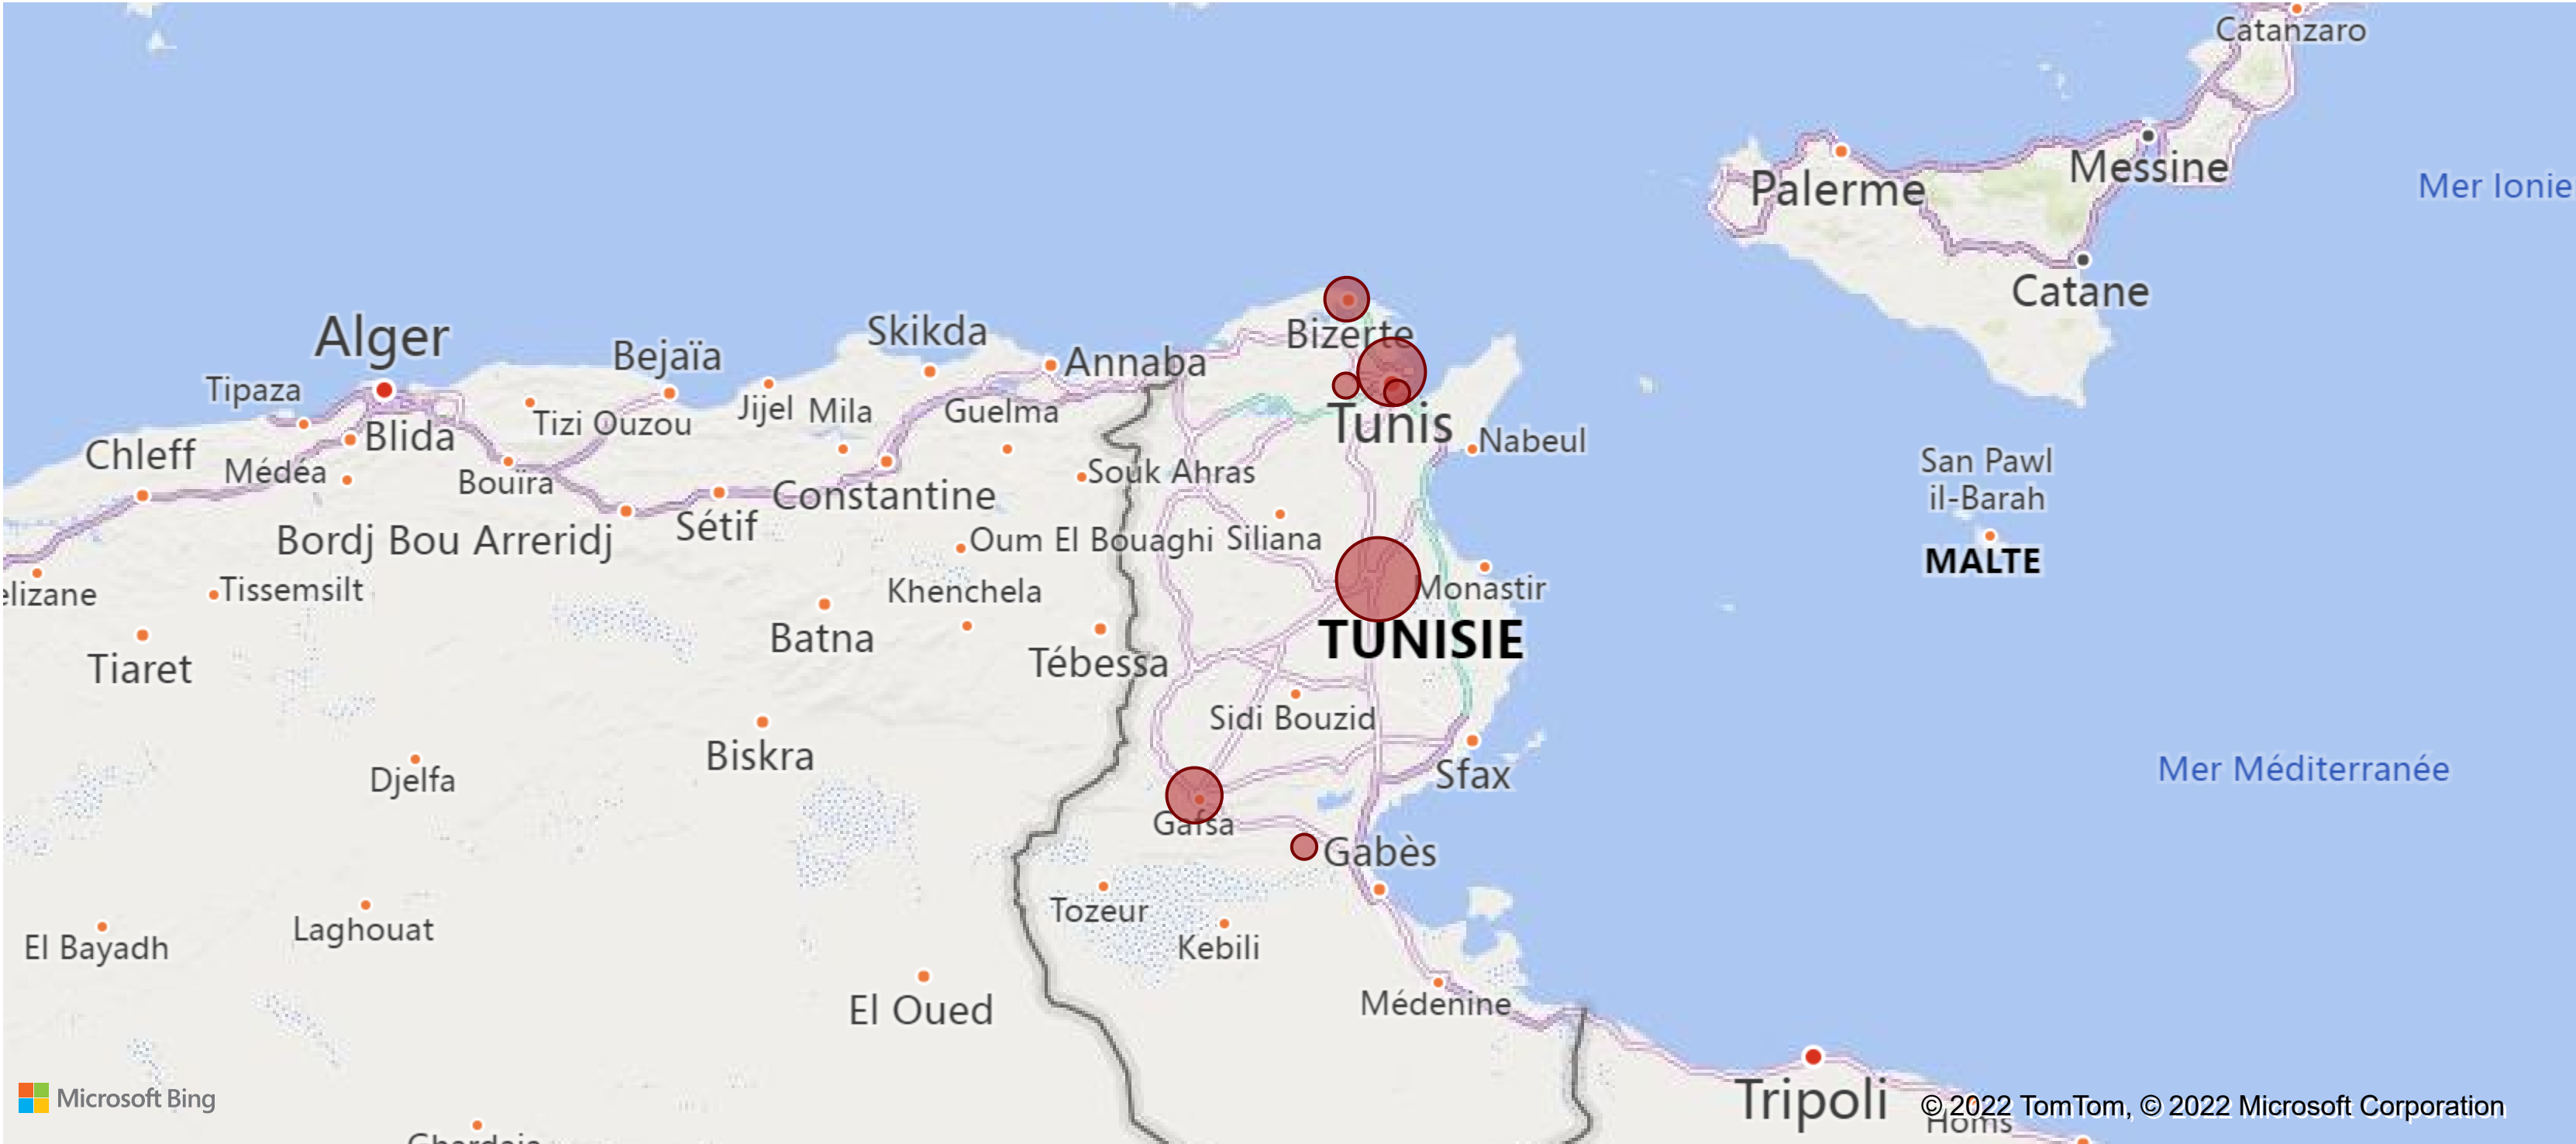 Catanzaro
Messine
Palerme
Mer Ionie
Catane
Alger
Skikda
Bizerte
Bejaïa
Annaba
Tipaza
Jijel
Mila
Guelma
Tizi Ouzou
Tunis
Blida
Nabeul
Chleff
Médéa
Bouïra
Souk Ahras
San Pawl
il-Barah
Constantine
Sétif
Bordj Bou Arreridj
Oum El Bouaghi
Siliana
MALTE
elizane
Tissemsilt
Khenchela
Monastir
Batna
TUNISIE
Tiaret
Tébessa
Sidi Bouzid
Biskra
Sfax
Mer Méditerranée
Djelfa
Gafsa
Gabès
Tozeur
Laghouat
El Bayadh
Kebili
El Oued
Médenine
Microsoft Bing
Tripoli
© 2022 TomTom, © 2022 Microsoft Corporation
Homs